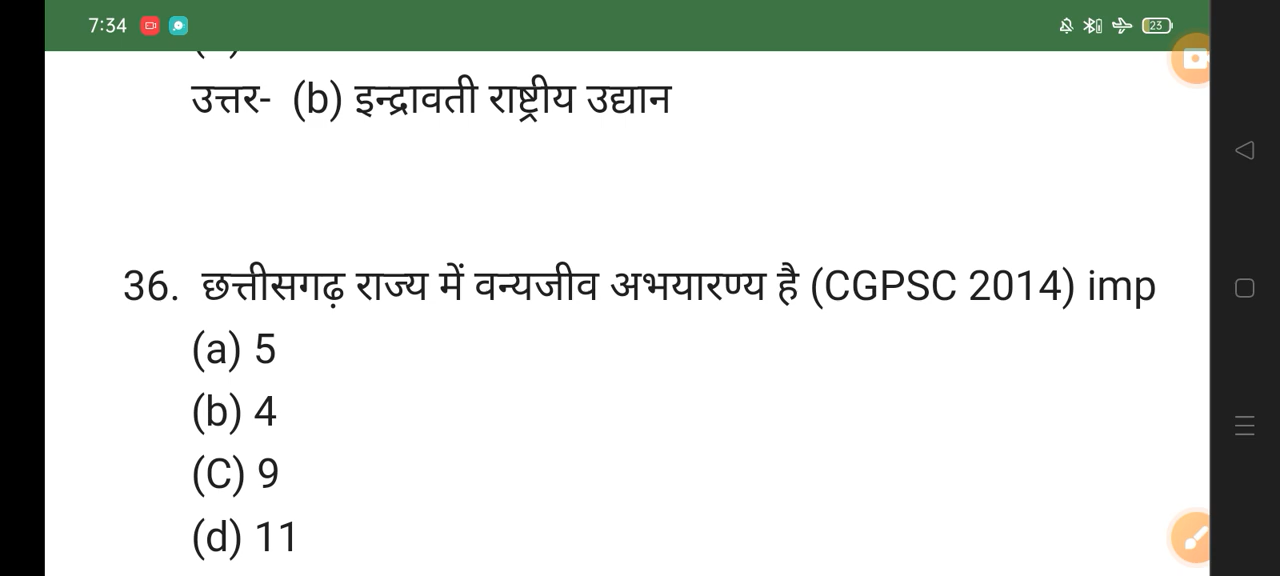 7:34
23
उत्तर- (b) इन्द्रावती राष्ट्रीय उद्यान
36. छत्तीसगढ़ राज्य में वन्यजीव अभयारण्य है (CGPSC 2014) imp
(a) 5
(b) 4
(C) 9
(d) 11